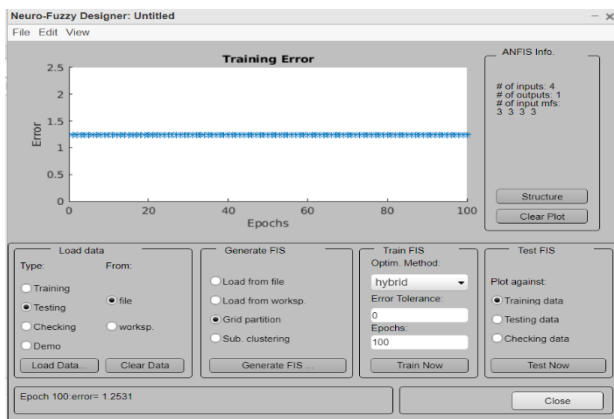 Neuro-Fuzzy Designer: Untitled
File Edit View
Training Error
2.5
2
1.5
1
0.5
0
Error
0 20 40 60 80 100
Epochs
ANFIS Info.
# of inputs: 4
# of outputs: 1
# of input mfs:
3 3 3 3
Structure
Clear Plot
Load data
Type: From:
Training
Testing
Checking
Demo
file
worksp.
Load Data... Clear Data
Generate FIS
Load from file
Load from worksp.
Grid partition
Sub. clustering
Generate FIS ...
Train FIS
Optim. Method:
hybrid
Error Tolerance:
0
Epochs:
100
Train Now
Test FIS
Plot against:
Training data
Testing data
Checking data
Test Now
Epoch 100:error= 1.2531
Close